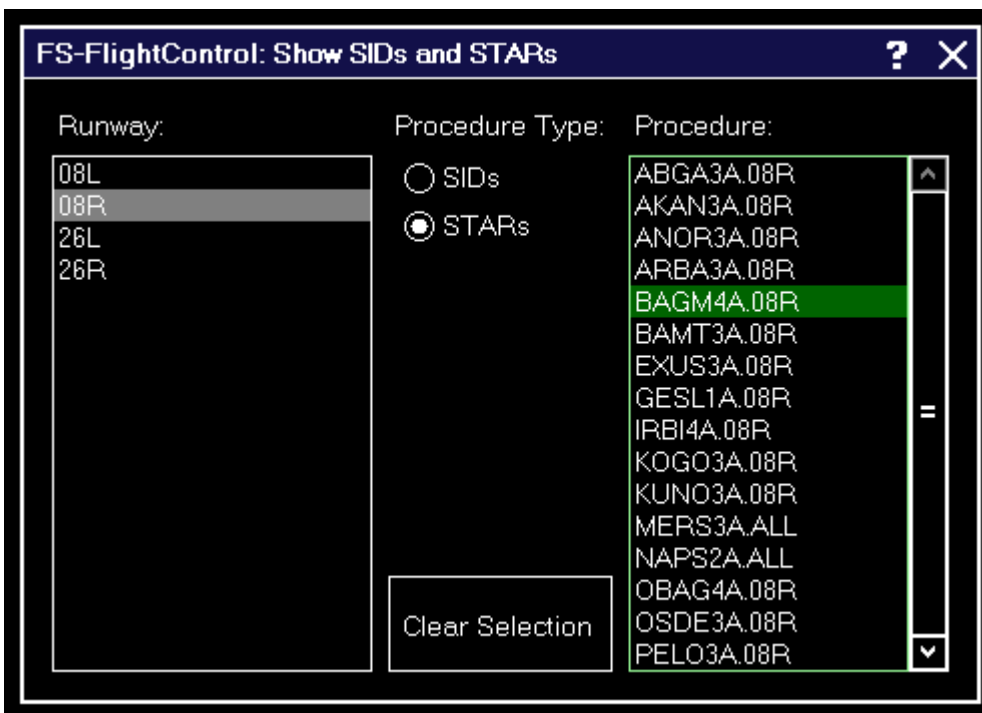 FS-FlightControl: Show SIDs and STARs
?
X
Runway:
08L
08R
26L
26R
Procedure Type:
SIDs
STARs
Clear Selection
Procedure:
ABGA3A.08R
AKAN3A.08R
ANOR3A.08R
ARBA3A.08R
BAGM4A.08R
BAMT3A.08R
EXUS3A.08R
GESL1A.08R
IRBI4A.08R
KOGO3A.08R
KUNO3A.08R
MERS3A.ALL
NAPS2A.ALL
OBAG4A.08R
OSDE3A.08R
PELO3A.08R